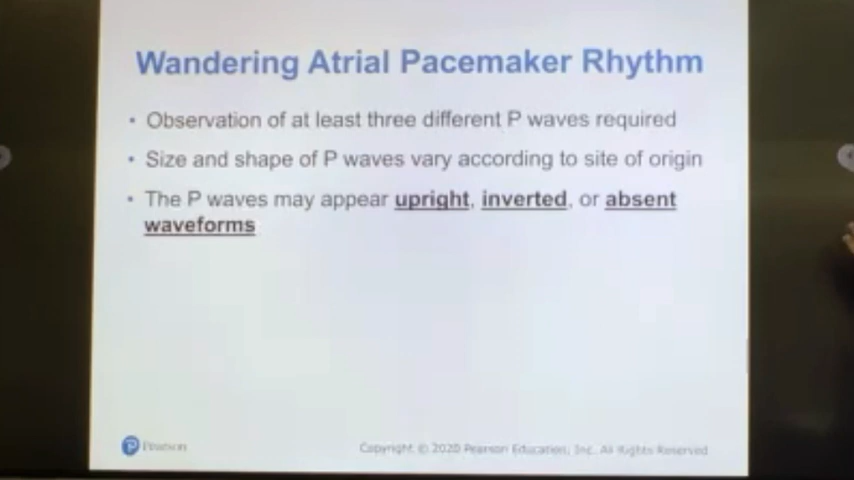 Wandering Atrial Pacemaker Rhythm
• Observation of at least three different P waves required
• Size and shape of P waves vary according to site of origin
• The P waves may appear upright, inverted, or absent
waveforms
P Pearson
Copyright © 2020 Pearson Education, Inc. All Rights Reserved